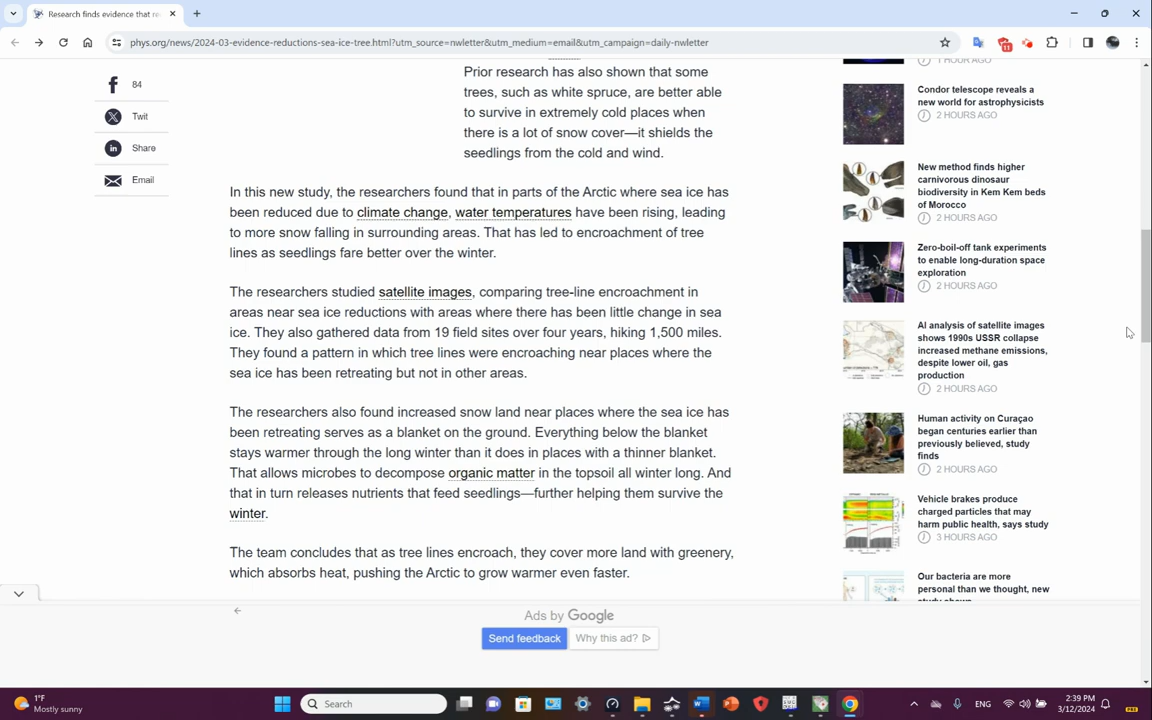 Research finds evidence that re
phys.org/news/2024-03-evidence-reductions-sea-ice-tree.html?utm_source=nwletter&utm_medium=email&utm_campaign=daily-nwletter
11
84
Twit
Share
Email
Prior research has also shown that some
trees, such as white spruce, are better able
to survive in extremely cold places when
there is a lot of snow cover—it shields the
seedlings from the cold and wind.
In this new study, the researchers found that in parts of the Arctic where sea ice has
been reduced due to climate change, water temperatures have been rising, leading
to more snow falling in surrounding areas. That has led to encroachment of tree
lines as seedlings fare better over the winter.
The researchers studied satellite images, comparing tree-line encroachment in
areas near sea ice reductions with areas where there has been little change in sea
ice. They also gathered data from 19 field sites over four years, hiking 1,500 miles.
They found a pattern in which tree lines were encroaching near places where the
sea ice has been retreating but not in other areas.
The researchers also found increased snow land near places where the sea ice has
been retreating serves as a blanket on the ground. Everything below the blanket
stays warmer through the long winter than it does in places with a thinner blanket.
That allows microbes to decompose organic matter in the topsoil all winter long. And
that in turn releases nutrients that feed seedlings—further helping them survive the
winter.
The team concludes that as tree lines encroach, they cover more land with greenery,
which absorbs heat, pushing the Arctic to grow warmer even faster.
1 HOUR AGO
Condor telescope reveals a
new world for astrophysicists
2 HOURS AGO
New method finds higher
carnivorous dinosaur
biodiversity in Kem Kem beds
of Morocco
2 HOURS AGO
Zero-boil-off tank experiments
to enable long-duration space
exploration
2 HOURS AGO
AI analysis of satellite images
shows 1990s USSR collapse
increased methane emissions,
despite lower oil, gas
production
2 HOURS AGO
Human activity on Curaçao
began centuries earlier than
previously believed, study
finds
2 HOURS AGO
Vehicle brakes produce
charged particles that may
harm public health, says study
3 HOURS AGO
Our bacteria are more
personal than we thought, new
study shows
Ads by Google
Send feedback
Why this ad?
1°F
Mostly sunny
Search
ENG
2:39 PM
3/12/2024